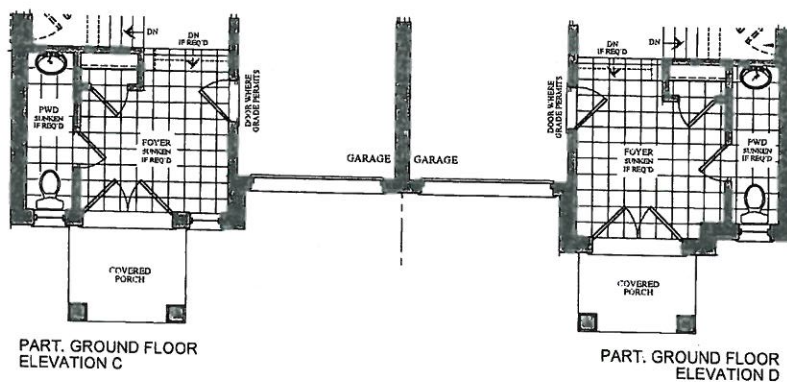 DN
DN
IF REQ'D
PWD
SUNKEN
IF REQ'D
FOYER
SUNKEN
IF REQ'D
DOOR WHERE
GRADE PERMITS
GARAGE
COVERED
PORCH
PART. GROUND FLOOR
ELEVATION C
GARAGE
DOOR WHERE
GRADE PERMITS
DN
IF REQ'D
DN
FOYER
SUNKEN
IF REQ'D
PWD
SUNKEN
IF REQ'D
COVERED
PORCH
PART. GROUND FLOOR
ELEVATION D